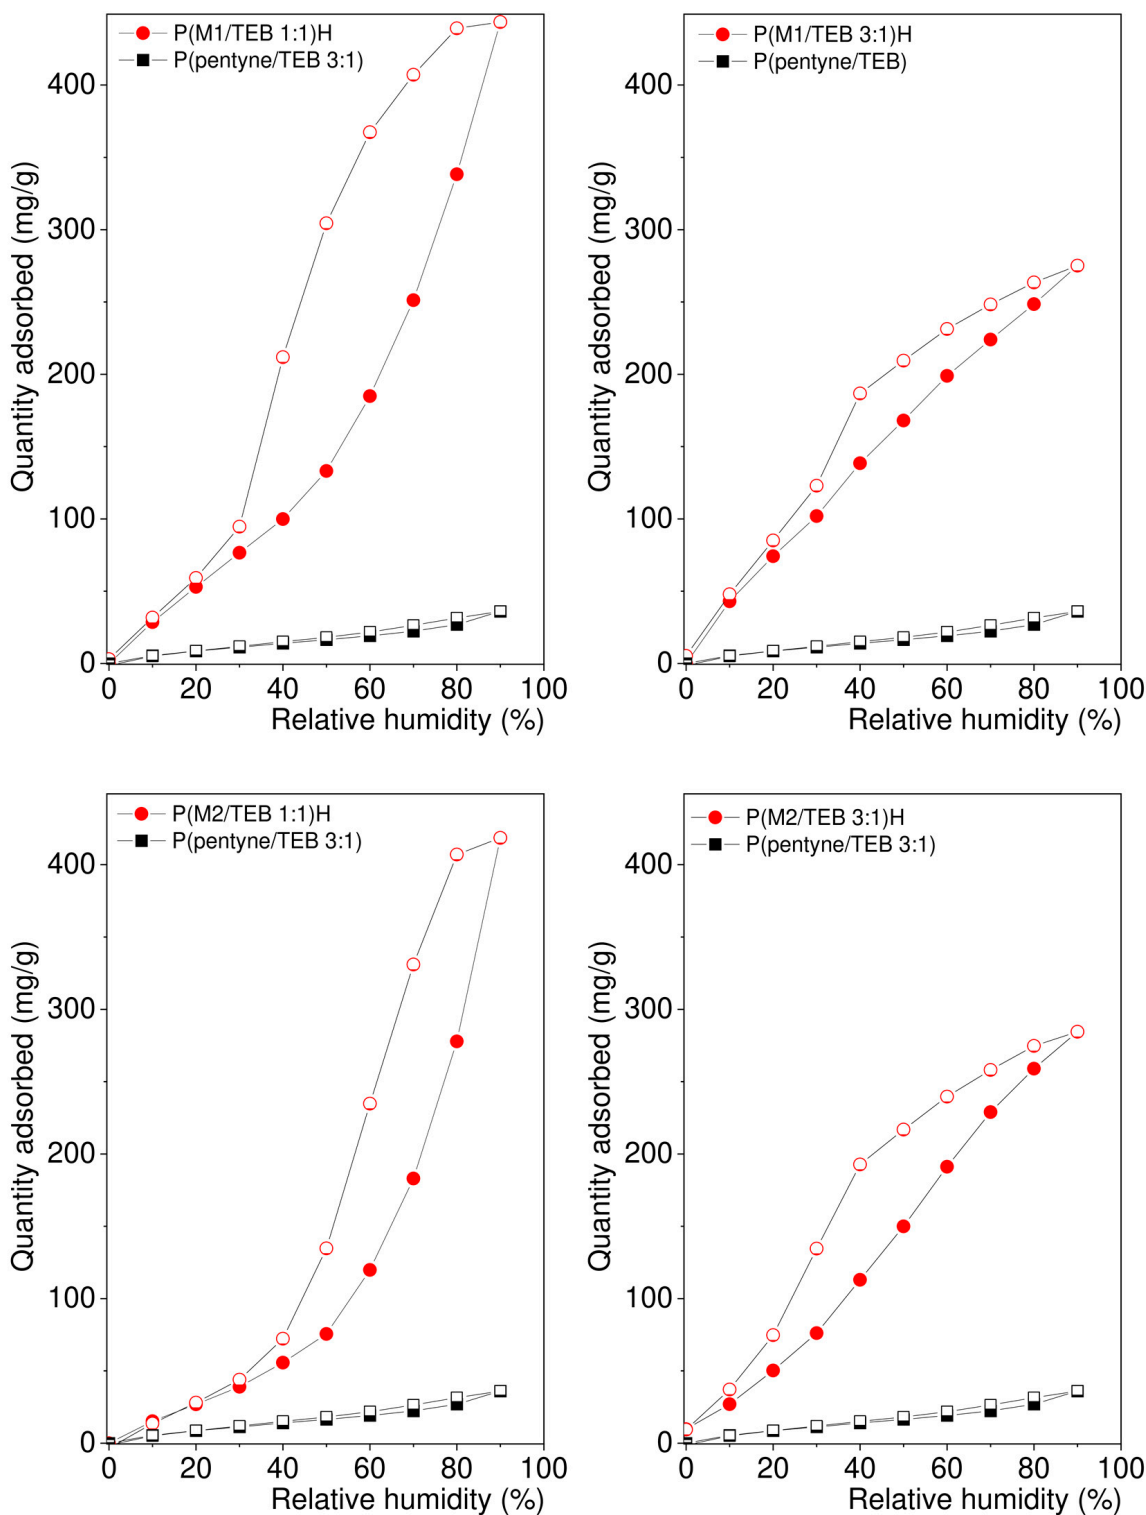 P(M1/TEB 1:1)H
P(pentyne/TEB 3:1)
400
300
200
100
0
0 20 40 60 80 100
Quantity adsorbed (mg/g)
Relative humidity (%)
P(M1/TEB 3:1)H
P(pentyne/TEB)
400
300
200
100
0
0 20 40 60 80 100
Quantity adsorbed (mg/g)
Relative humidity (%)
P(M2/TEB 1:1)H
P(pentyne/TEB 3:1)
400
300
200
100
0
0 20 40 60 80 100
Quantity adsorbed (mg/g)
Relative humidity (%)
P(M2/TEB 3:1)H
P(pentyne/TEB 3:1)
400
300
200
100
0
0 20 40 60 80 100
Quantity adsorbed (mg/g)
Relative humidity (%)